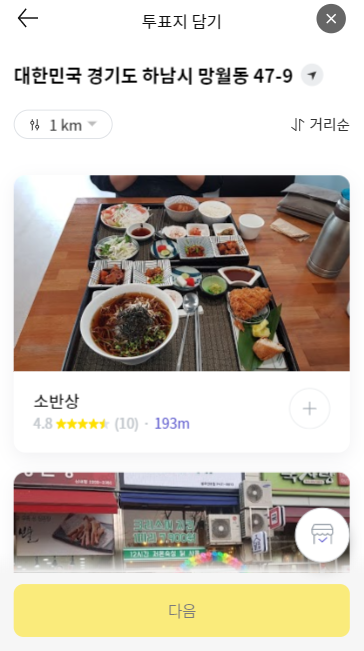 투표지 담기
대한민국 경기도 하남시 망월동 47-9
1 km
거리순
소반상
4.8 (10) · 193m
다음